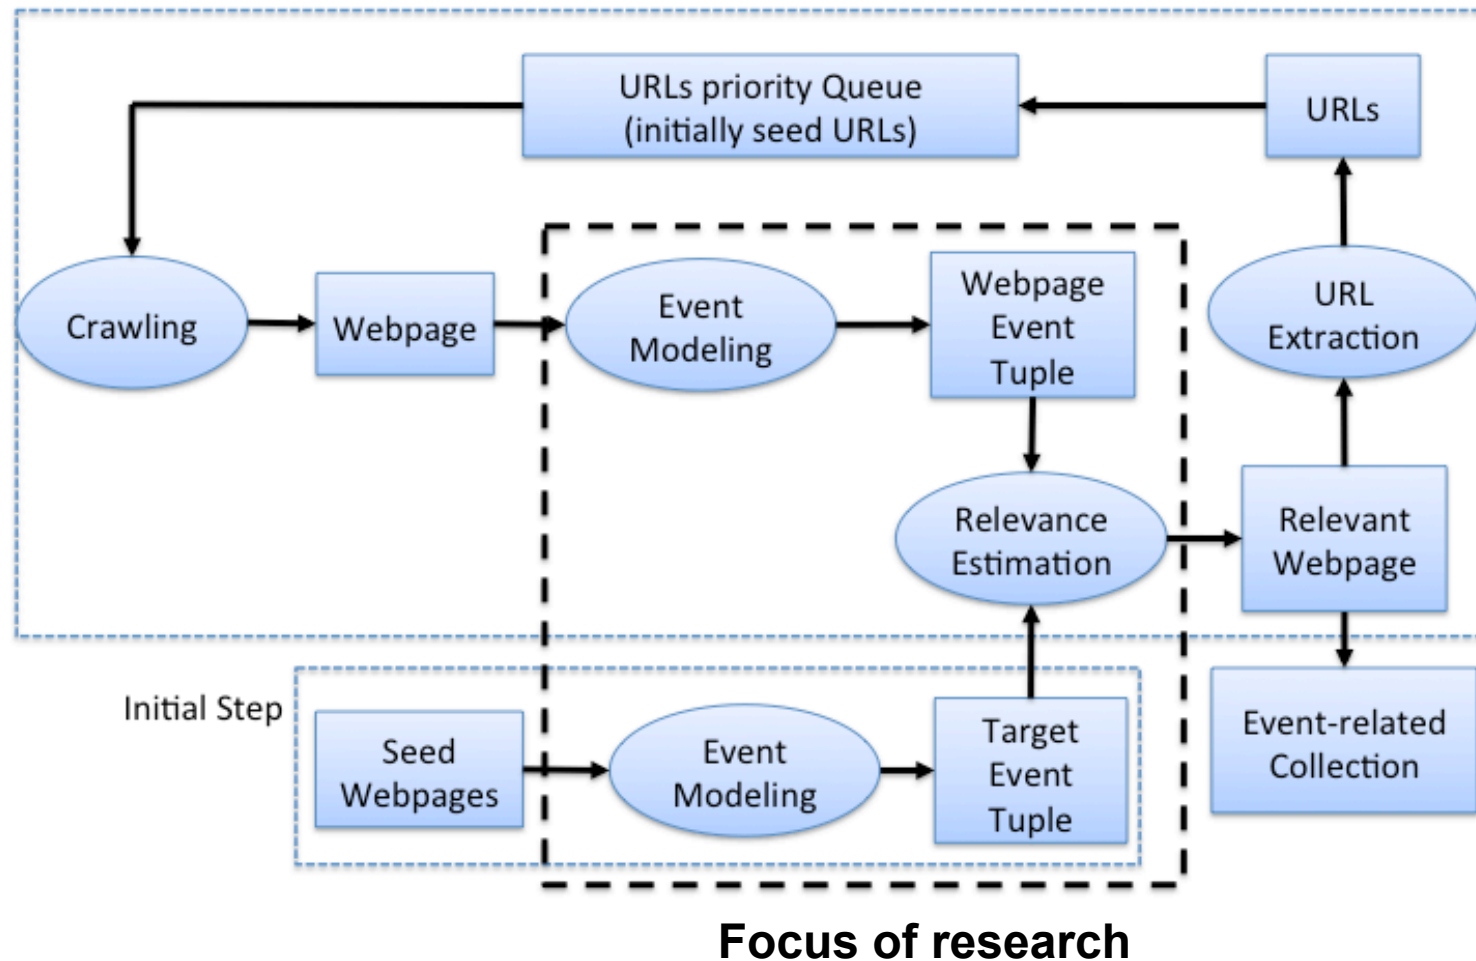 URLs priority Queue
(initially seed URLs)
URLs
Crawling
Webpage
Event
Modeling
Webpage
Event
Tuple
URL
Extraction
Relevance
Estimation
Relevant
Webpage
Initial Step
Seed
Webpages
Event
Modeling
Target
Event
Tuple
Event-related
Collection
Focus of research